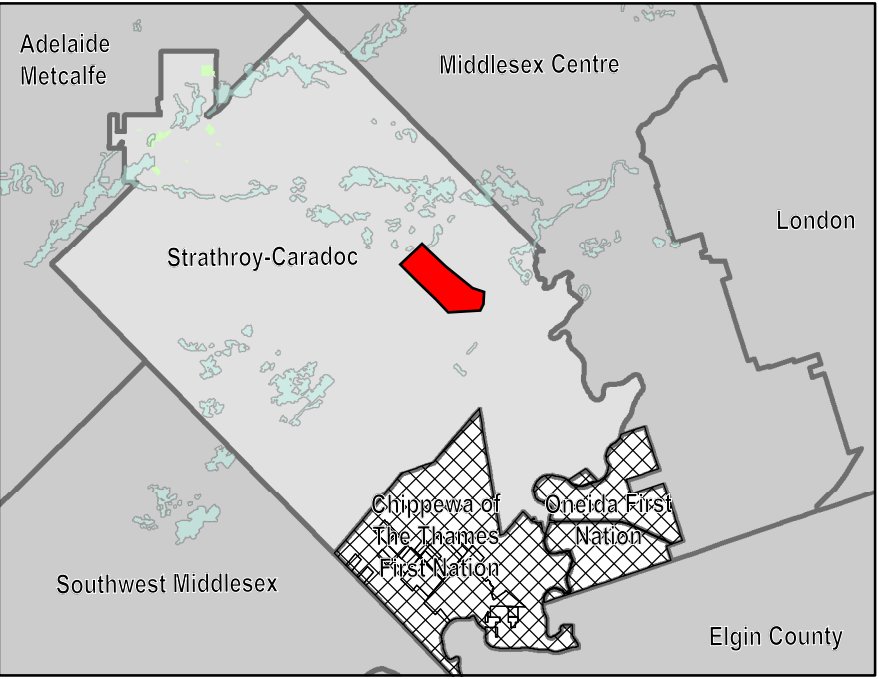 Adelaide
Metcalfe
Middlesex Centre
London
Strathroy-Caradoc
Chippewa of
The Thames
First Nation
Oneida First
Nation
Southwest Middlesex
Elgin County